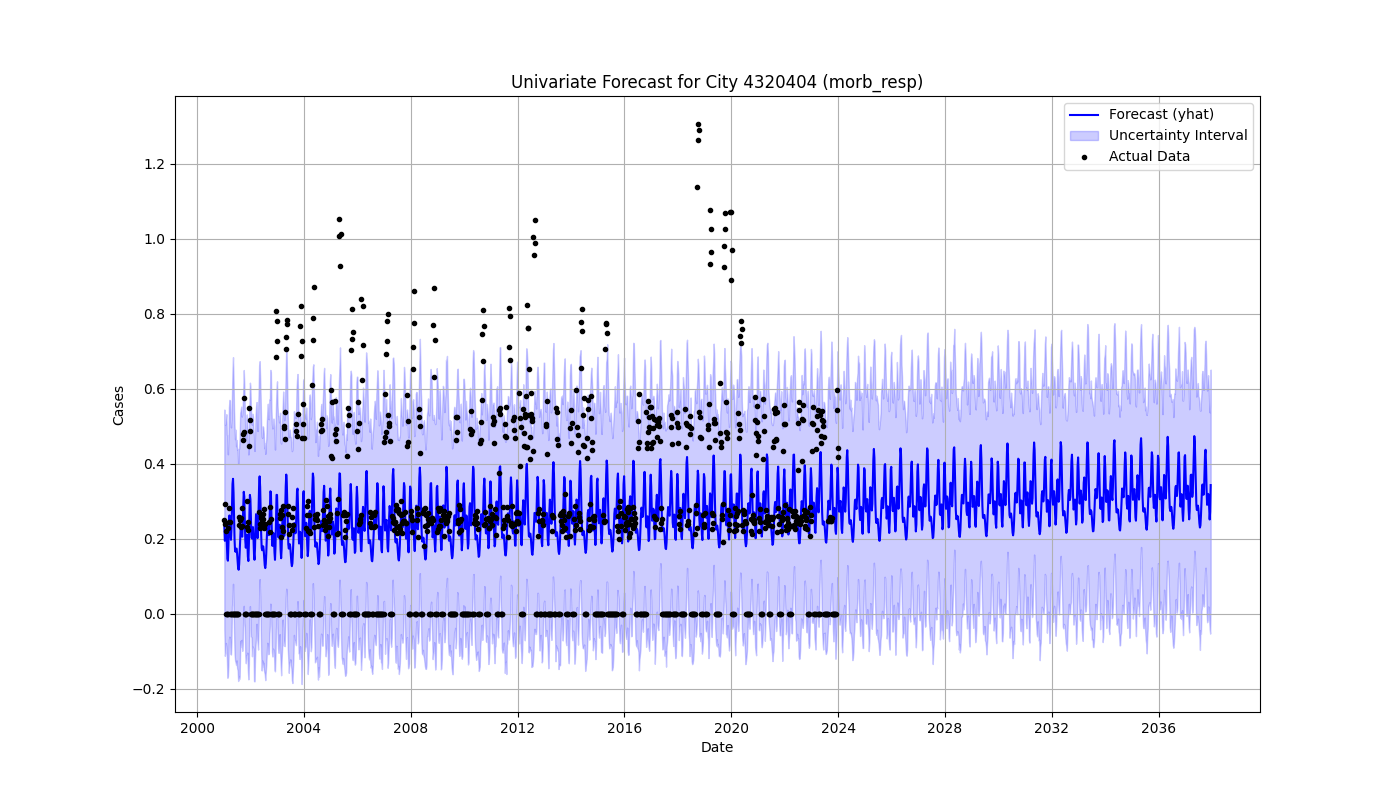 Univariate Forecast for City 4320404 (morb_resp)
Forecast (yhat)
Uncertainty Interval
Actual Data
Cases
1.2
1.0
0.8
0.6
0.4
0.2
0.0
−0.2
2000 2004 2008 2012 2016 2020 2024 2028 2032 2036
Date